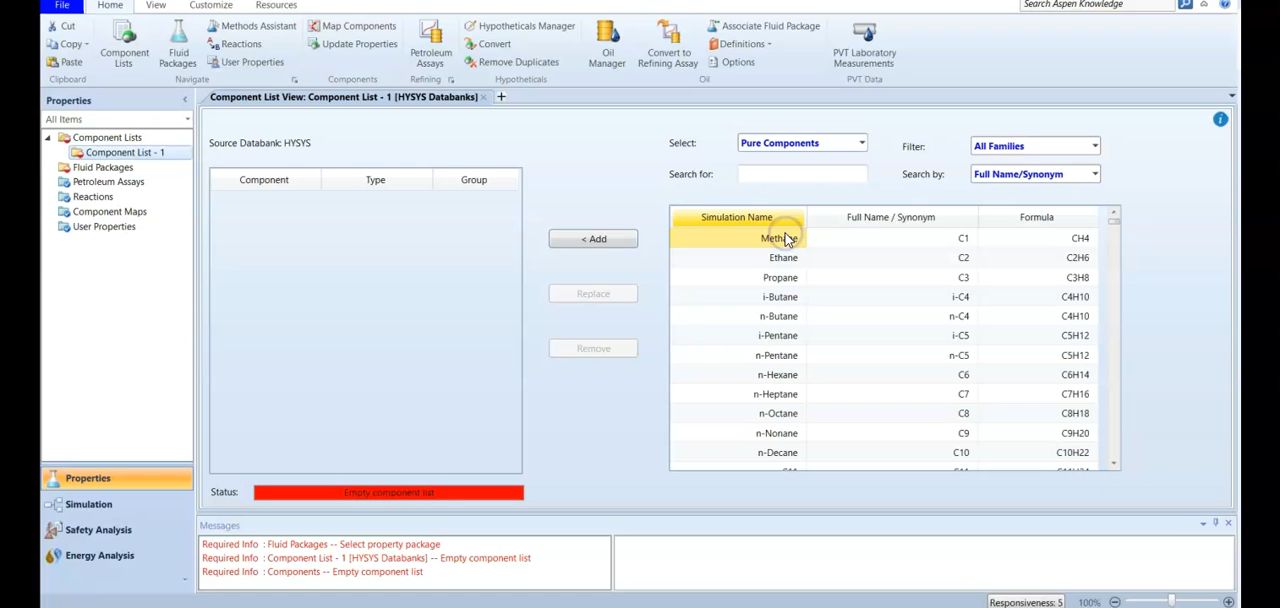 File Home View Customize Resources Search Aspen Knowledge
Cut Methods Assistant Map Components Hypotheticals Manager Associate Fluid Package
Copy Reactions Update Properties Convert Definitions
Paste User Properties Remove Duplicates Options
Component Lists
Fluid Packages
Petroleum Assays
Oil Manager
Convert to Refining Assay
PVT Laboratory Measurements
Clipboard Navigate Components Refining Hypotheticals Oil PVT Data
Properties
All Items
Component Lists
Component List - 1
Fluid Packages
Petroleum Assays
Reactions
Component Maps
User Properties
Properties
Simulation
Safety Analysis
Energy Analysis
Component List View: Component List - 1 [HYSYS Databanks]
Source Databank: HYSYS
Component Type Group
< Add
Replace
Remove
Status: Empty component list
Select: Pure Components Filter: All Families
Search for: Search by: Full Name/Synonym
Simulation Name Full Name / Synonym Formula
Methane C1 CH4
Ethane C2 C2H6
Propane C3 C3H8
i-Butane i-C4 C4H10
n-Butane n-C4 C4H10
i-Pentane i-C5 C5H12
n-Pentane n-C5 C5H12
n-Hexane C6 C6H14
n-Heptane C7 C7H16
n-Octane C8 C8H18
n-Nonane C9 C9H20
n-Decane C10 C10H22
Messages
Required Info : Fluid Packages -- Select property package
Required Info : Component List - 1 [HYSYS Databanks] -- Empty component list
Required Info : Components -- Empty component list
Responsiveness: 5 100%